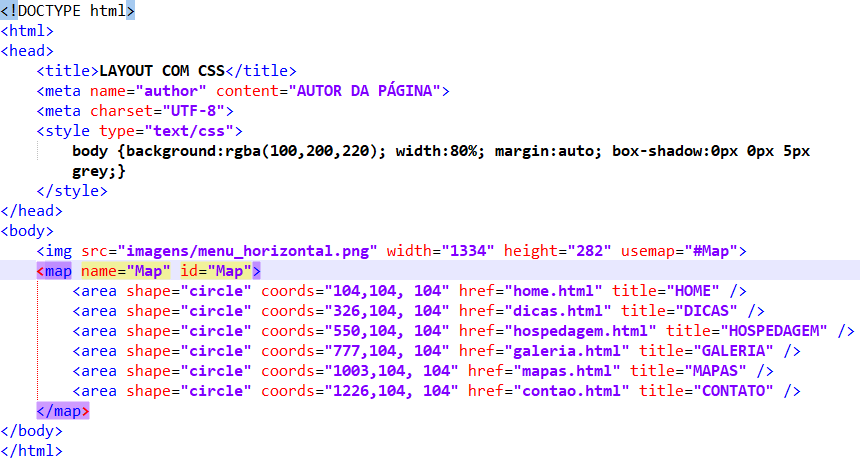 <!DOCTYPE html>
<html>
<head>
<title>LAYOUT COM CSS</title>
<meta name="author" content="AUTOR DA PÁGINA">
<meta charset="UTF-8">
<style type="text/css">
body {background:rgba(100,200,220); width:80%; margin:auto; box-shadow:0px 0px 5px
grey;}
</style>
</head>
<body>
<img src="imagens/menu_horizontal.png" width="1334" height="282" usemap="#Map">
<map name="Map" id="Map">
<area shape="circle" coords="104,104, 104" href="home.html" title="HOME" />
<area shape="circle" coords="326,104, 104" href="dicas.html" title="DICAS" />
<area shape="circle" coords="550,104, 104" href="hospedagem.html" title="HOSPEDAGEM" />
<area shape="circle" coords="777,104, 104" href="galeria.html" title="GALERIA" />
<area shape="circle" coords="1003,104, 104" href="mapas.html" title="MAPAS" />
<area shape="circle" coords="1226,104, 104" href="contao.html" title="CONTATO" />
</map>
</body>
</html>